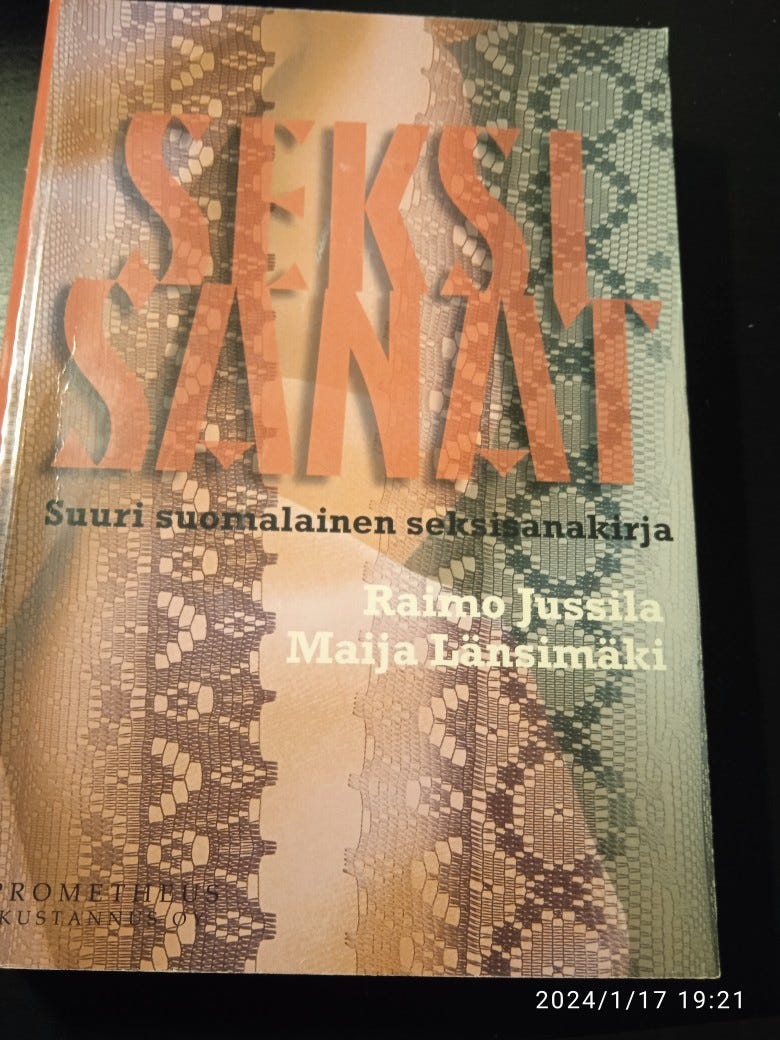 SEKSI
SANAT
Suuri suomalainen seksisanakirja
Raimo Jussila
Maija Länsimäki
PROMETHEUS
KUSTANNUS OY
2024/1/17 19:21